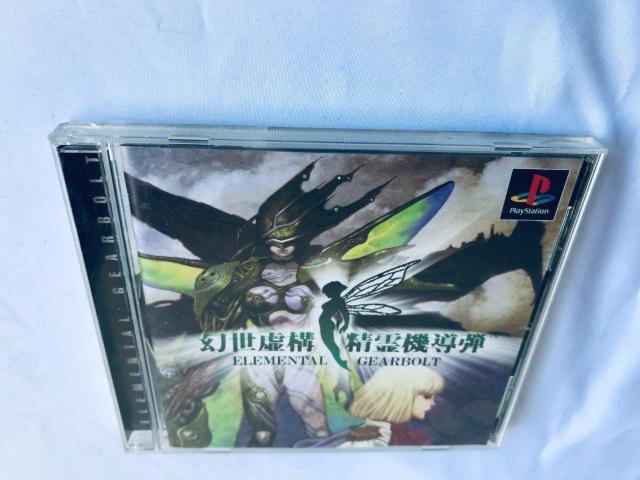 ELEMENTAL GEARBOLT
PlayStation
幻世虚構 精霊機導弾
ELEMENTAL GEARBOLT